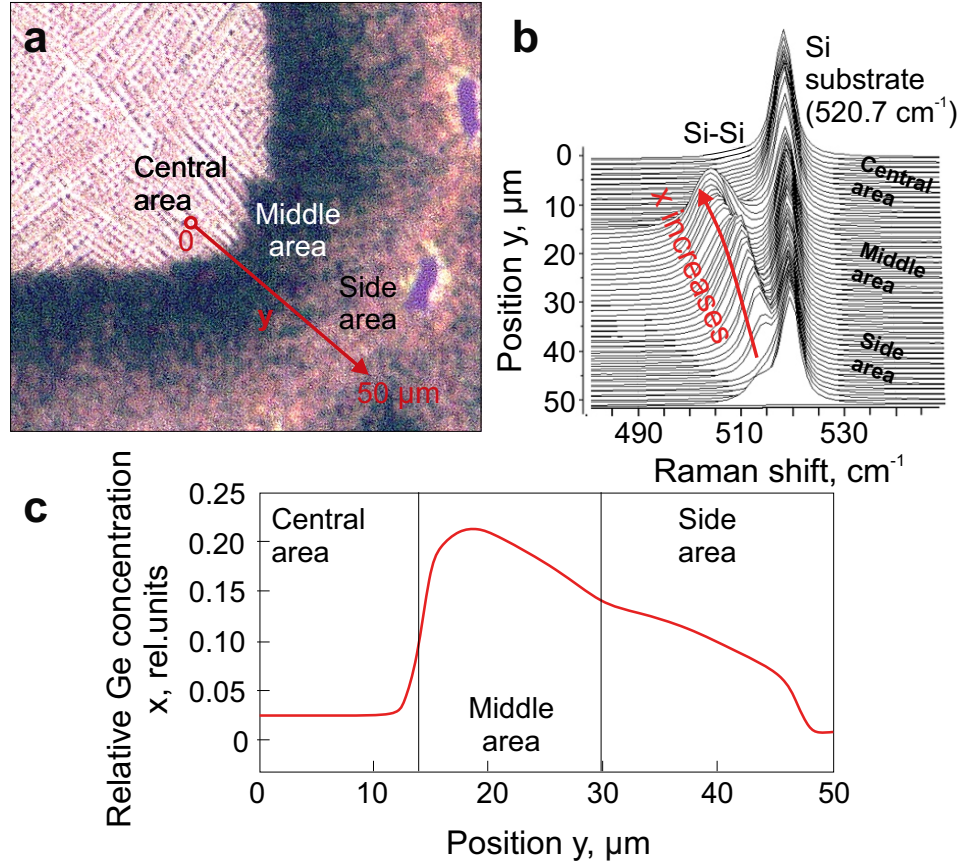 a
Central
area
0
Middle
area
Side
area
y
50 µm
b
Si
substrate
(520.7 cm⁻¹)
Si-Si
0
10
20
30
40
50
Position y, µm
x increases
Central
area
Middle
area
Side
area
490
510
530
Raman shift, cm⁻¹
c
Relative Ge concentration
x, rel.units
0.25
0.20
0.15
0.10
0.05
0
Central
area
Middle
area
Side
area
0
10
20
30
40
50
Position y, µm